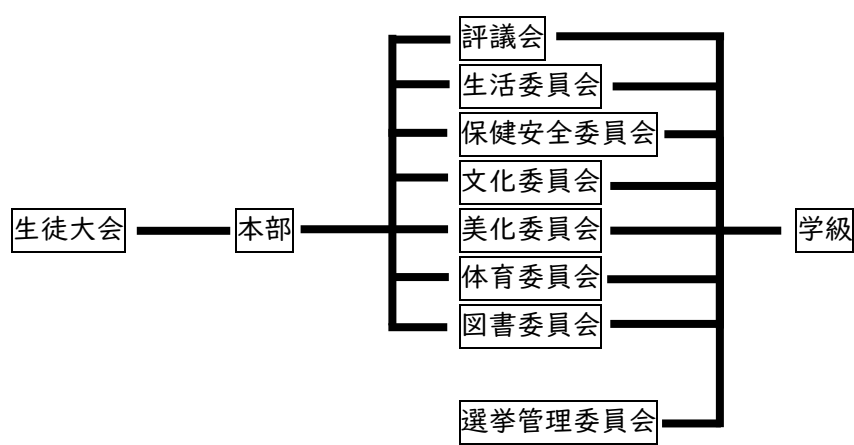 評議会
生活委員会
保健安全委員会
文化委員会
生徒大会
本部
美化委員会
学級
体育委員会
図書委員会
選挙管理委員会